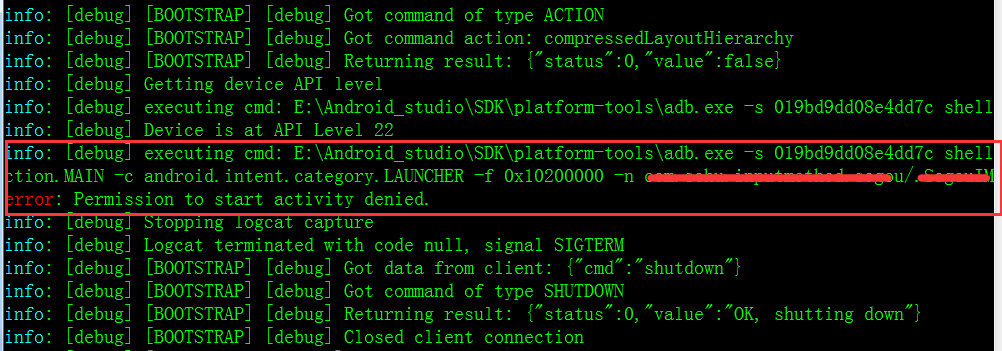 info: [debug] [BOOTSTRAP] [debug] Got command of type ACTION
info: [debug] [BOOTSTRAP] [debug] Got command action: compressedLayoutHierarchy
info: [debug] [BOOTSTRAP] [debug] Returning result: {"status":0,"value":false}
info: [debug] Getting device API level
info: [debug] executing cmd: E:\Android_studio\SDK\platform-tools\adb.exe -s 019bd9dd08e4dd7c shell
info: [debug] Device is at API Level 22
info: [debug] executing cmd: E:\Android_studio\SDK\platform-tools\adb.exe -s 019bd9dd08e4dd7c shell
ction.MAIN -c android.intent.category.LAUNCHER -f 0x10200000 -n
error: Permission to start activity denied.
info: [debug] Stopping logcat capture
info: [debug] Logcat terminated with code null, signal SIGTERM
info: [debug] [BOOTSTRAP] [debug] Got data from client: {"cmd":"shutdown"}
info: [debug] [BOOTSTRAP] [debug] Got command of type SHUTDOWN
info: [debug] [BOOTSTRAP] [debug] Returning result: {"status":0,"value":"OK, shutting down"}
info: [debug] [BOOTSTRAP] [debug] Closed client connection